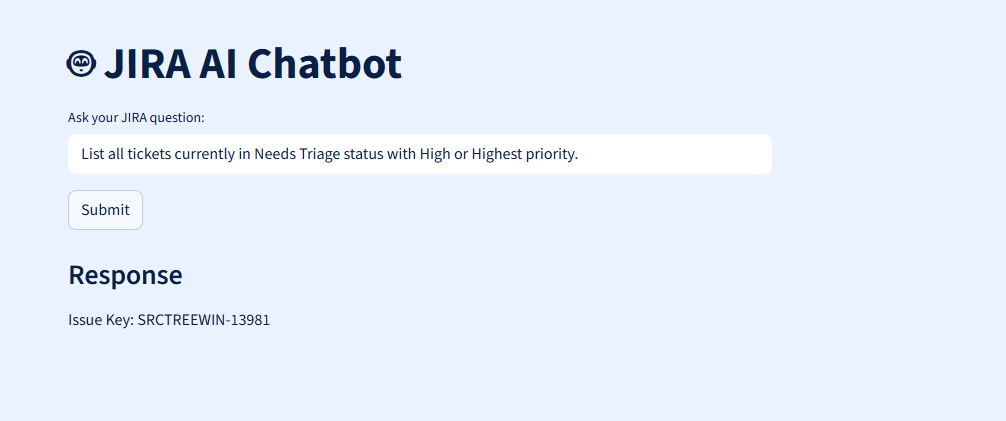 JIRA AI Chatbot
Ask your JIRA question:
List all tickets currently in Needs Triage status with High or Highest priority.
Submit
Response
Issue Key: SRCTREEWIN-13981